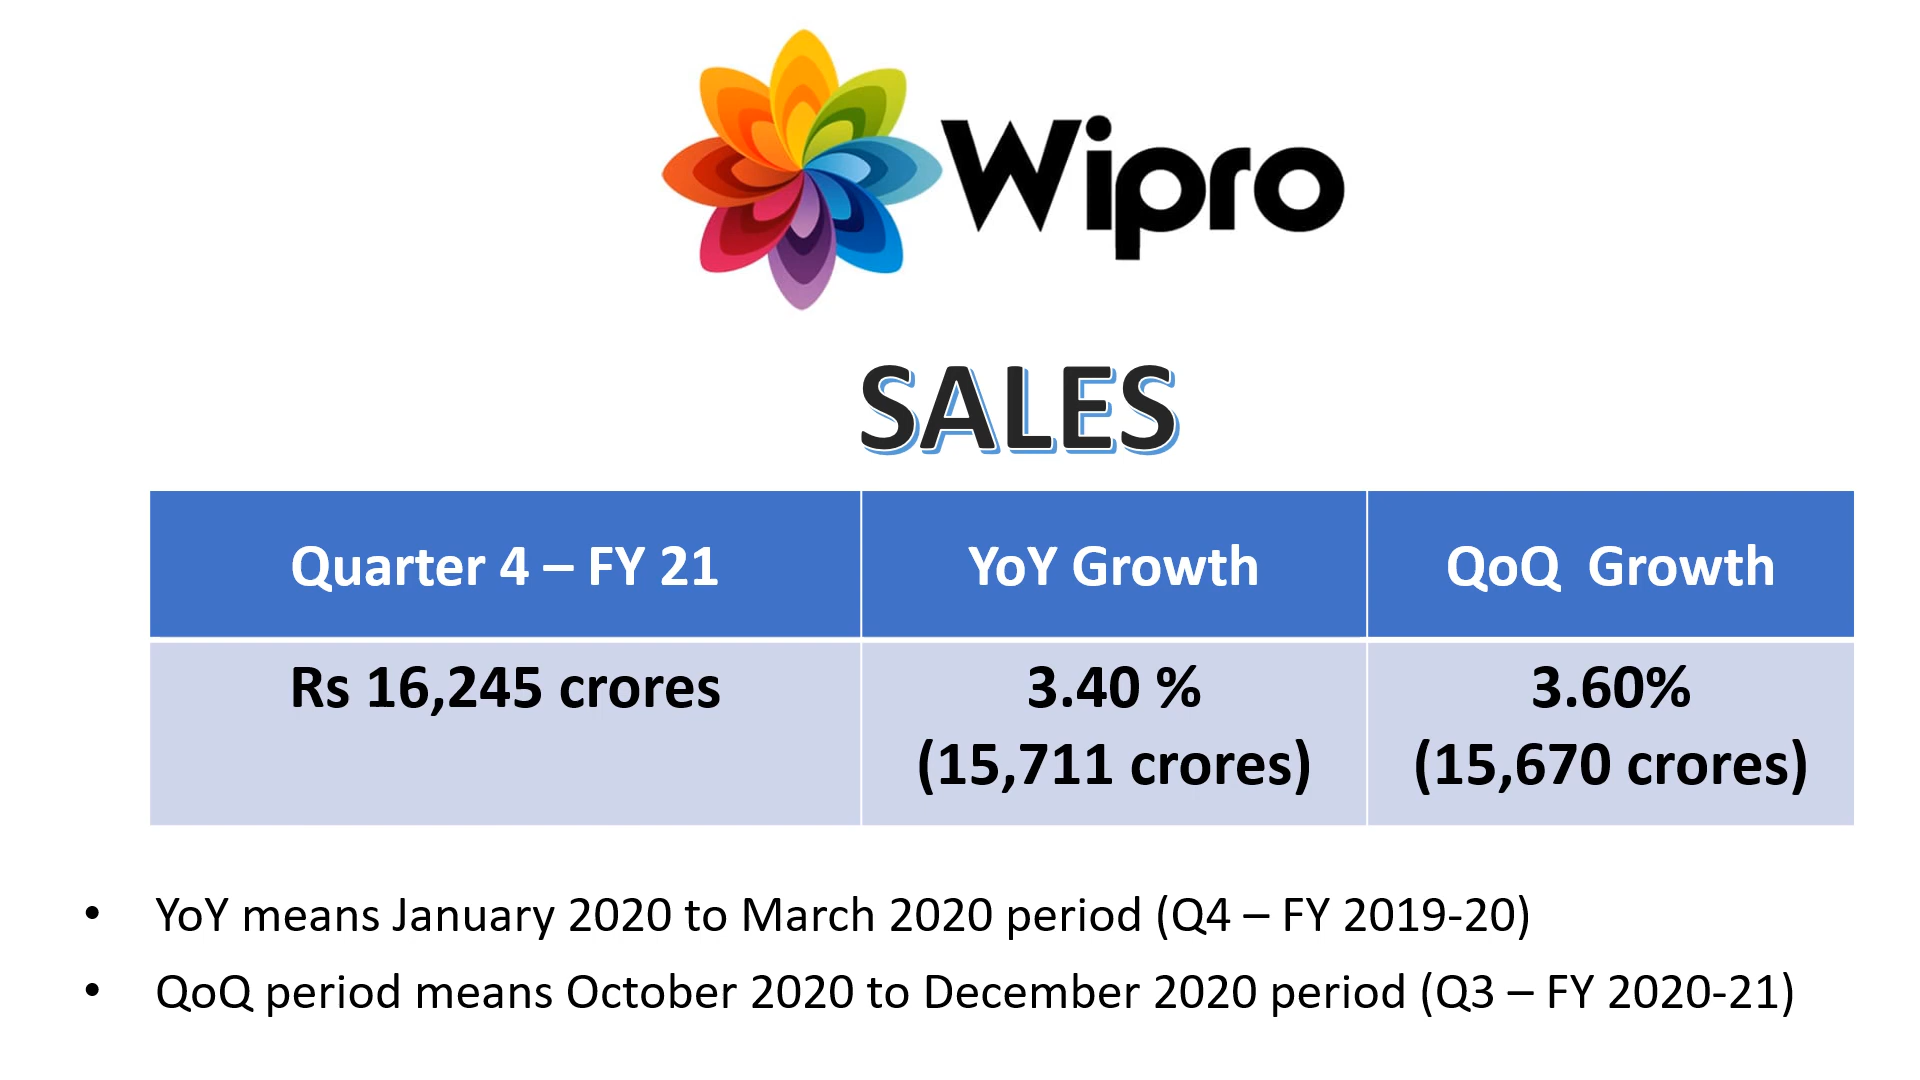 Wipro
SALES
Quarter 4 – FY 21
YoY Growth
QoQ  Growth
Rs 16,245 crores
3.40 %
(15,711 crores)
3.60%
(15,670 crores)
• YoY means January 2020 to March 2020 period (Q4 – FY 2019-20)
• QoQ period means October 2020 to December 2020 period (Q3 – FY 2020-21)